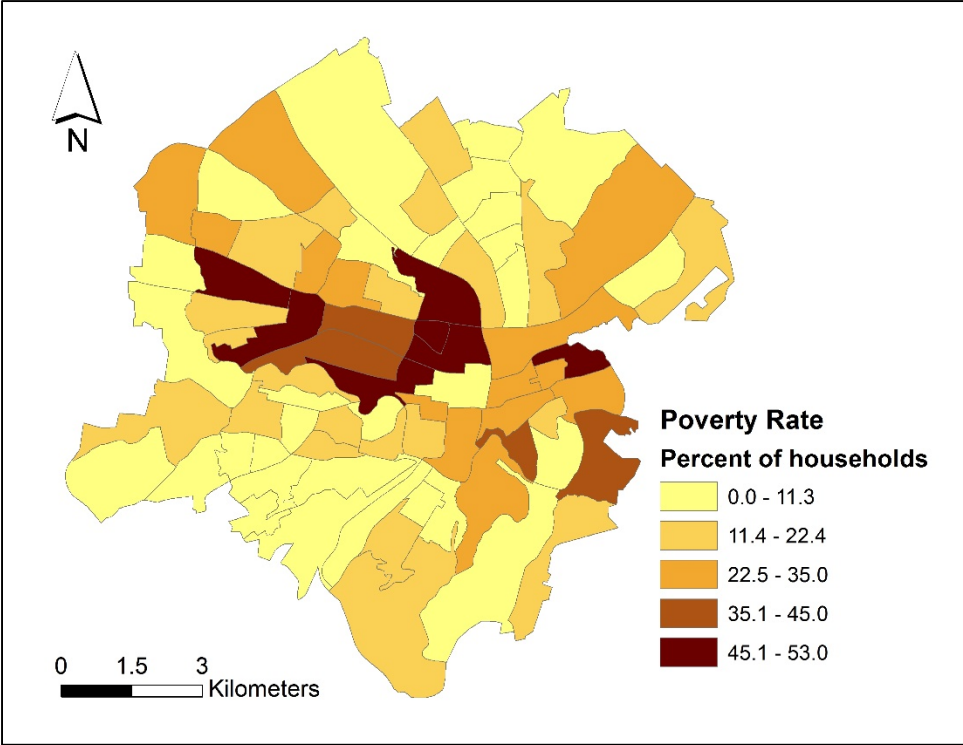 N
Poverty Rate
Percent of households
0.0 - 11.3
11.4 - 22.4
22.5 - 35.0
35.1 - 45.0
45.1 - 53.0
0 1.5 3
Kilometers